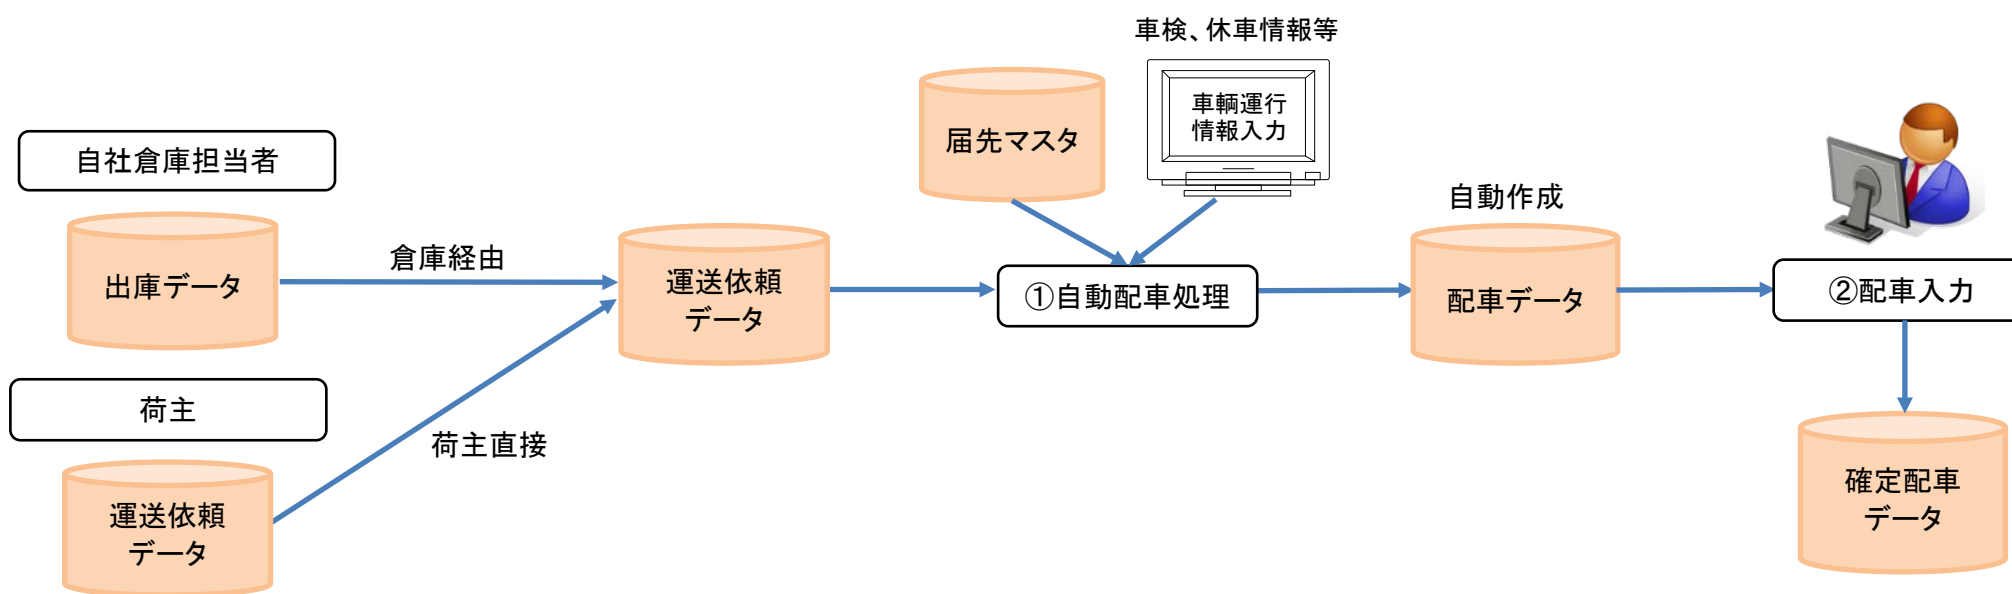 車検、休車情報等
車輌運行
情報入力
届先マスタ
自社倉庫担当者
自動作成
倉庫経由
出庫データ
運送依頼
データ
①自動配車処理
配車データ
②配車入力
荷主
荷主直接
運送依頼
データ
確定配車
データ